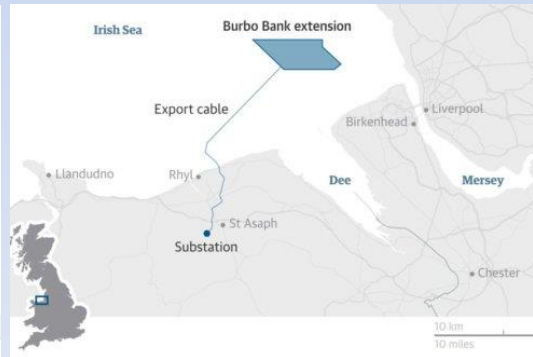 Irish Sea
Burbo Bank extension
Export cable
Liverpool
Birkenhead
Llandudno
Rhyl
Dee
Mersey
St Asaph
Substation
Chester
10 km
10 miles